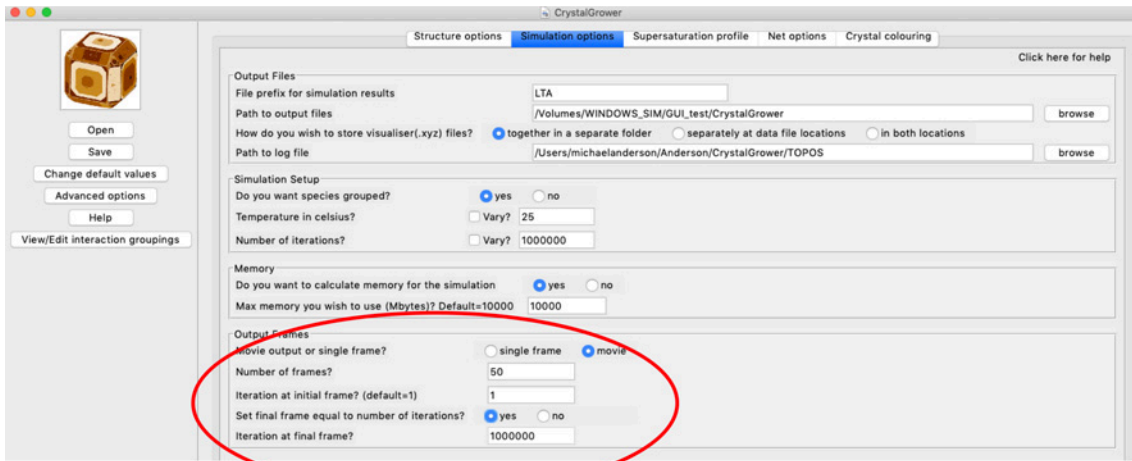 CrystalGrower
Structure options Simulation options Supersaturation profile Net options Crystal colouring
Click here for help
Output Files
File prefix for simulation results LTA
Path to output files /Volumes/WINDOWS_SIM/GUI_test/CrystalGrower browse
How do you wish to store visualiser(.xyz) files? together in a separate folder separately at data file locations in both locations
Path to log file /Users/michaelanderson/Anderson/CrystalGrower/TOPOS browse
Open
Save
Change default values
Advanced options
Help
View/Edit interaction groupings
Simulation Setup
Do you want species grouped? yes no
Temperature in celsius? Vary? 25
Number of iterations? Vary? 1000000
Memory
Do you want to calculate memory for the simulation yes no
Max memory you wish to use (Mbytes)? Default=10000 10000
Output Frames
Movie output or single frame? single frame movie
Number of frames? 50
Iteration at initial frame? (default=1) 1
Set final frame equal to number of iterations? yes no
Iteration at final frame? 1000000